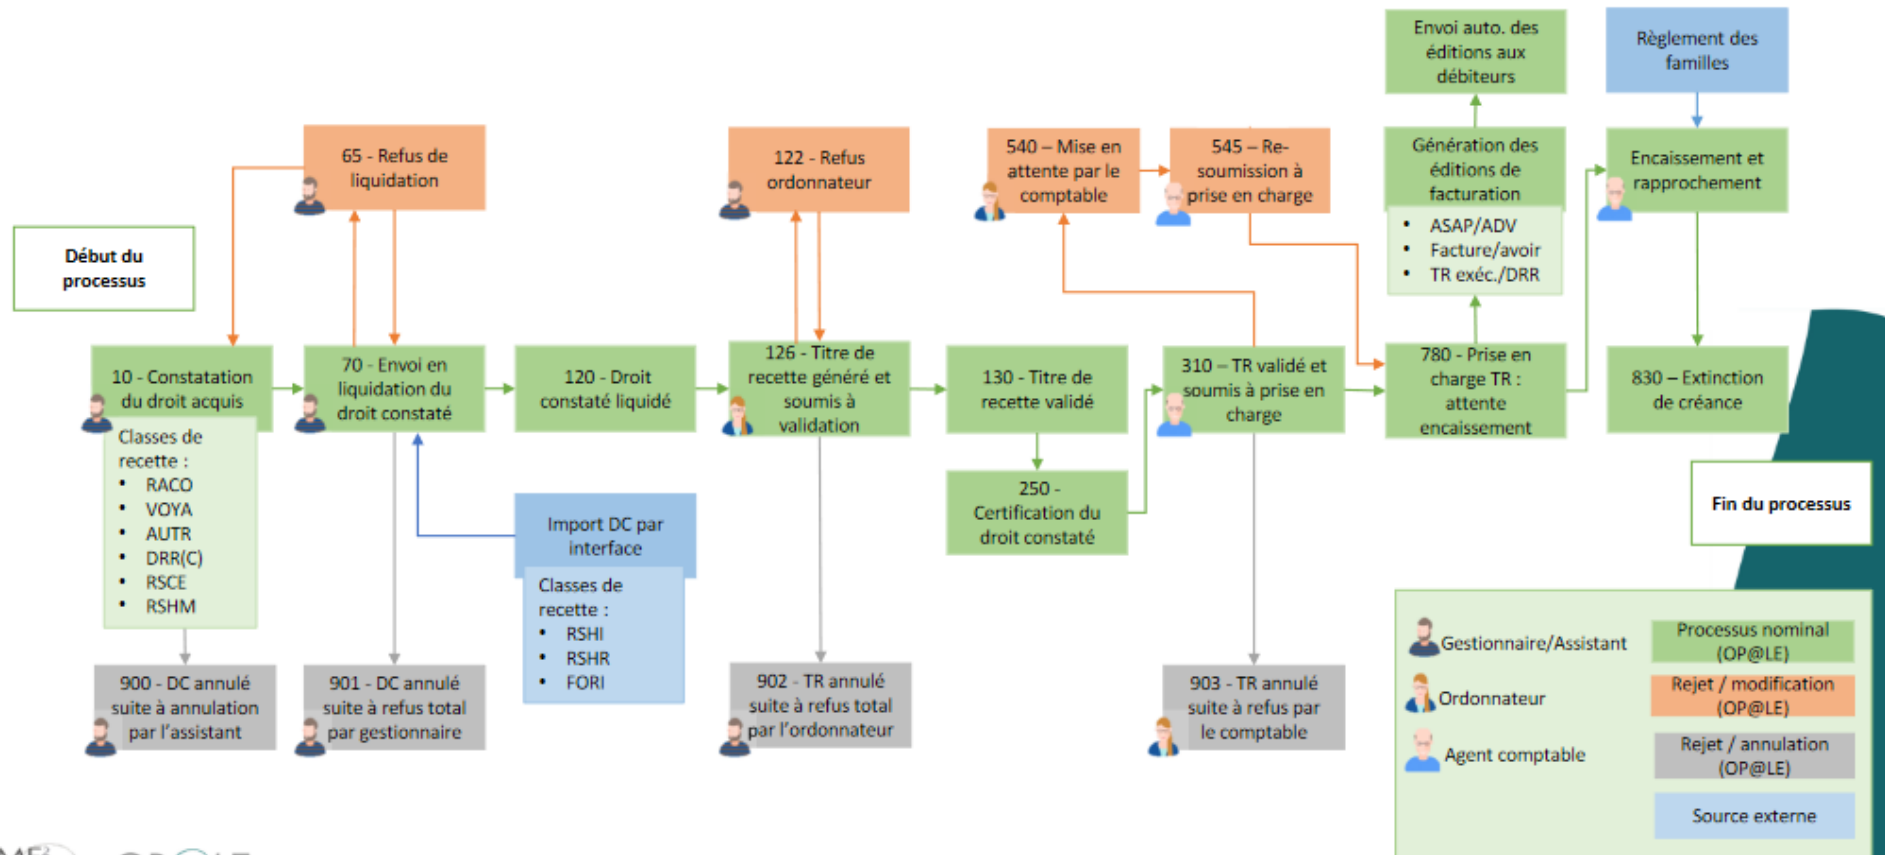 Début du
processus
65 - Refus de
liquidation
122 - Refus
ordonnateur
540 – Mise en
attente par le
comptable
545 – Re-
soumission à
prise en charge
Envoi auto. des
éditions aux
débiteurs
Génération des
éditions de
facturation
• ASAP/ADV
• Facture/avoir
• TR exéc./DRR
Règlement des
familles
Encaissement et
rapprochement
10 - Constatation
du droit acquis
Classes de
recette :
• RACO
• VOYA
• AUTR
• DRR(C)
• RSCE
• RSHM
70 - Envoi en
liquidation du
droit constaté
120 - Droit
constaté liquidé
126 - Titre de
recette généré et
soumis à
validation
130 - Titre de
recette validé
250 -
Certification du
droit constaté
310 – TR validé et
soumis à prise en
charge
780 - Prise en
charge TR :
attente
encaissement
830 – Extinction
de créance
Import DC par
interface
Classes de
recette :
• RSHI
• RSHR
• FORI
900 - DC annulé
suite à annulation
par l'assistant
901 - DC annulé
suite à refus total
par gestionnaire
902 - TR annulé
suite à refus total
par l'ordonnateur
903 - TR annulé
suite à refus par
le comptable
Fin du processus
Gestionnaire/Assistant
Ordonnateur
Agent comptable
Processus nominal
(OP@LE)
Rejet / modification
(OP@LE)
Rejet / annulation
(OP@LE)
Source externe